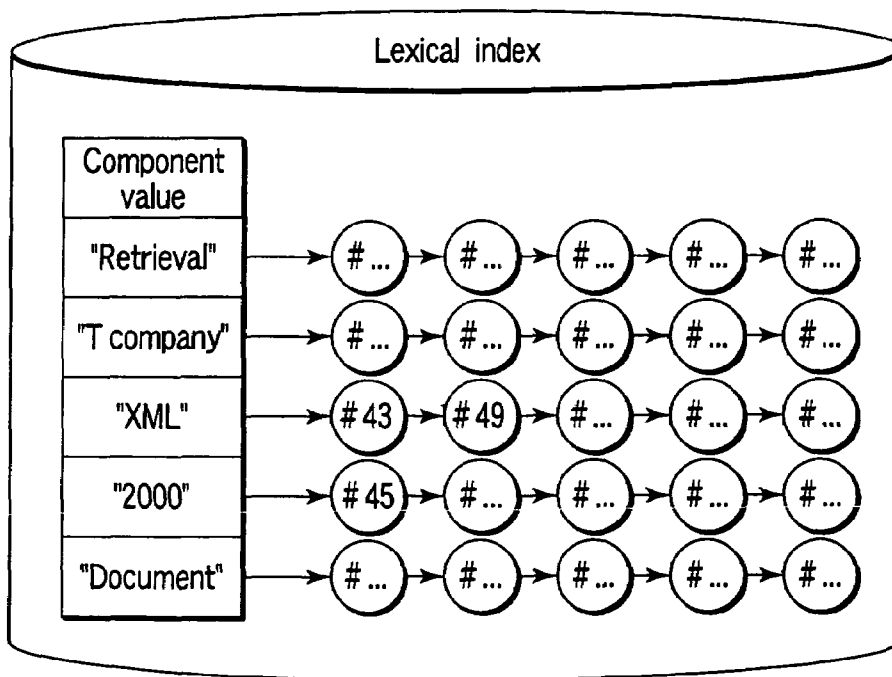 Lexical index
Component
value
"Retrieval" # ... # ... # ... # ... # ...
"T company" # ... # ... # ... # ... # ...
"XML" # 43 # 49 # ... # ... # ...
"2000" # 45 # ... # ... # ... # ...
"Document" # ... # ... # ... # ... # ...